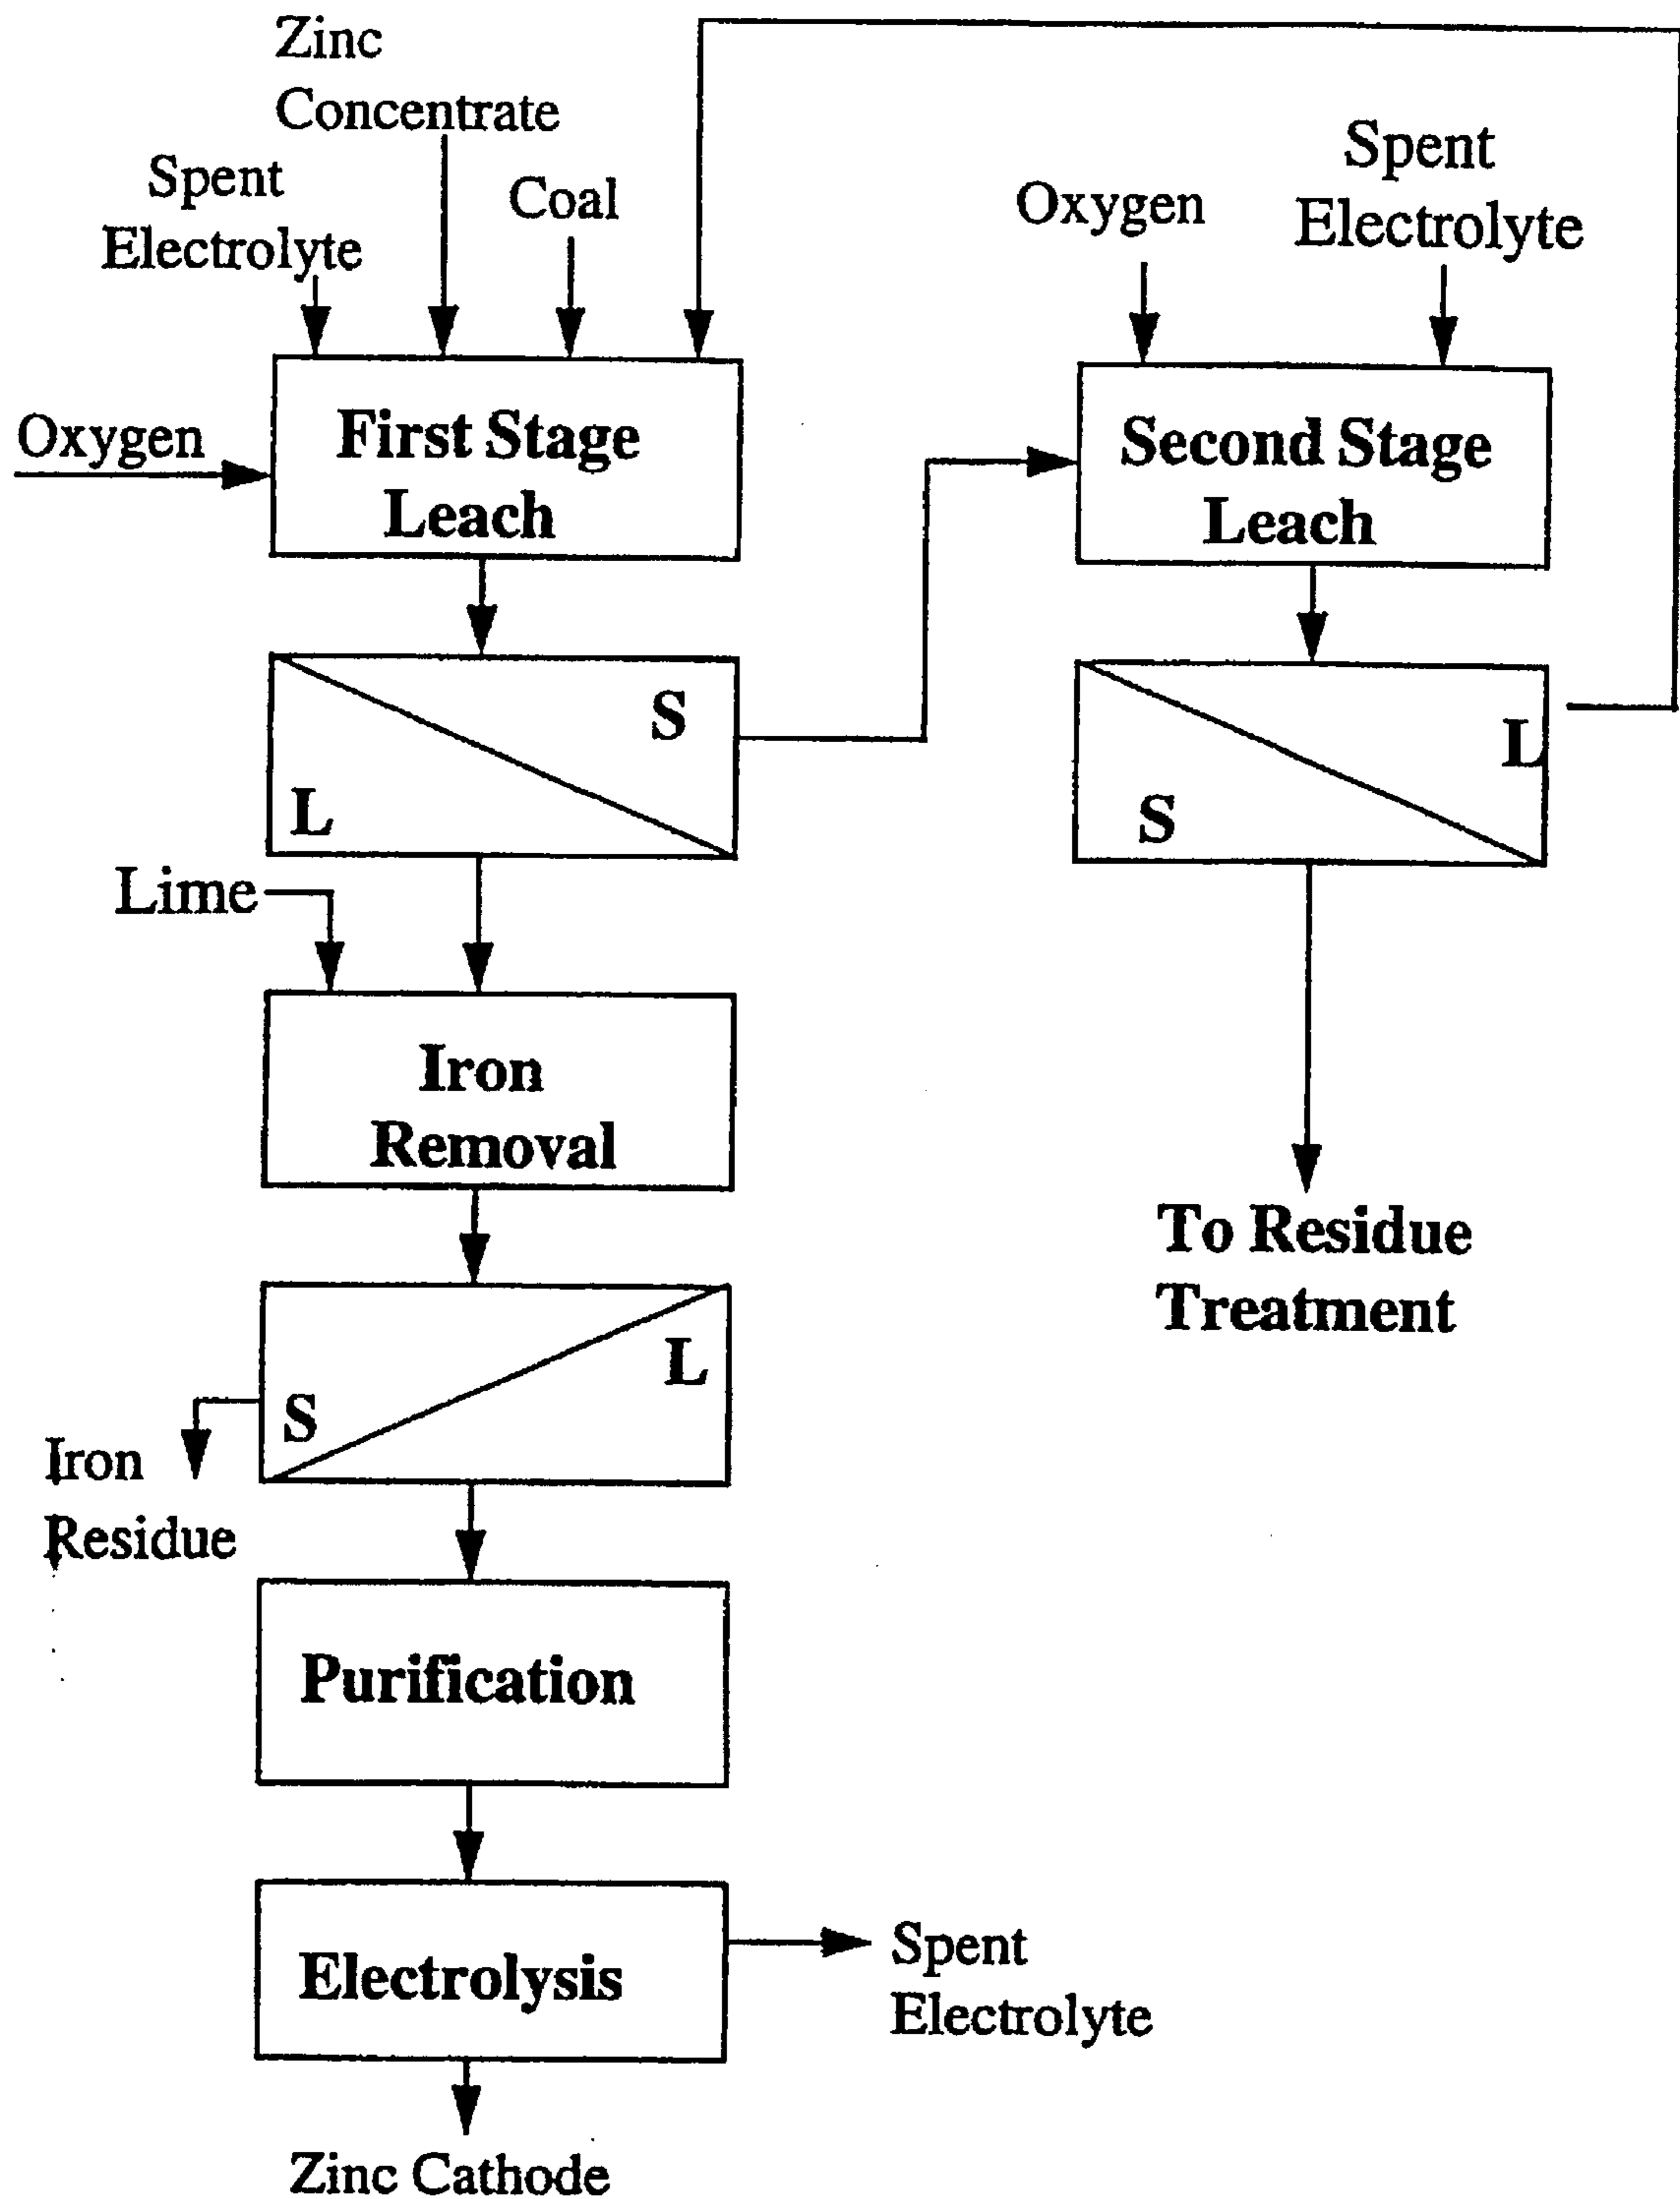 Zinc
Concentrate
Spent
Electrolyte
Coal
Oxygen
Spent
Electrolyte
Oxygen
First Stage
Leach
Second Stage
Leach
S
L
L
S
Lime
Iron
Removal
To Residue
Treatment
L
S
Iron
Residue
Purification
Electrolysis
Spent
Electrolyte
Zinc Cathode